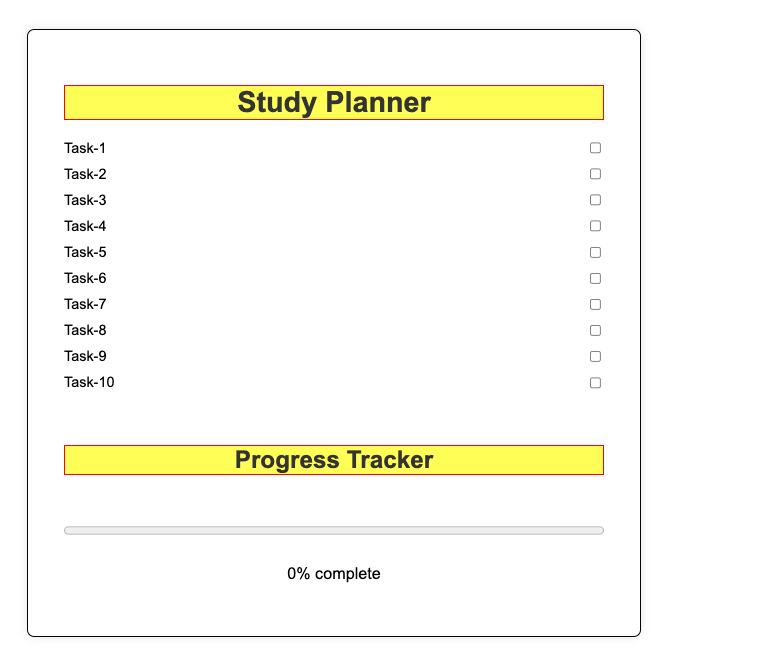 Study Planner
Task-1
Task-2
Task-3
Task-4
Task-5
Task-6
Task-7
Task-8
Task-9
Task-10
Progress Tracker
0% complete